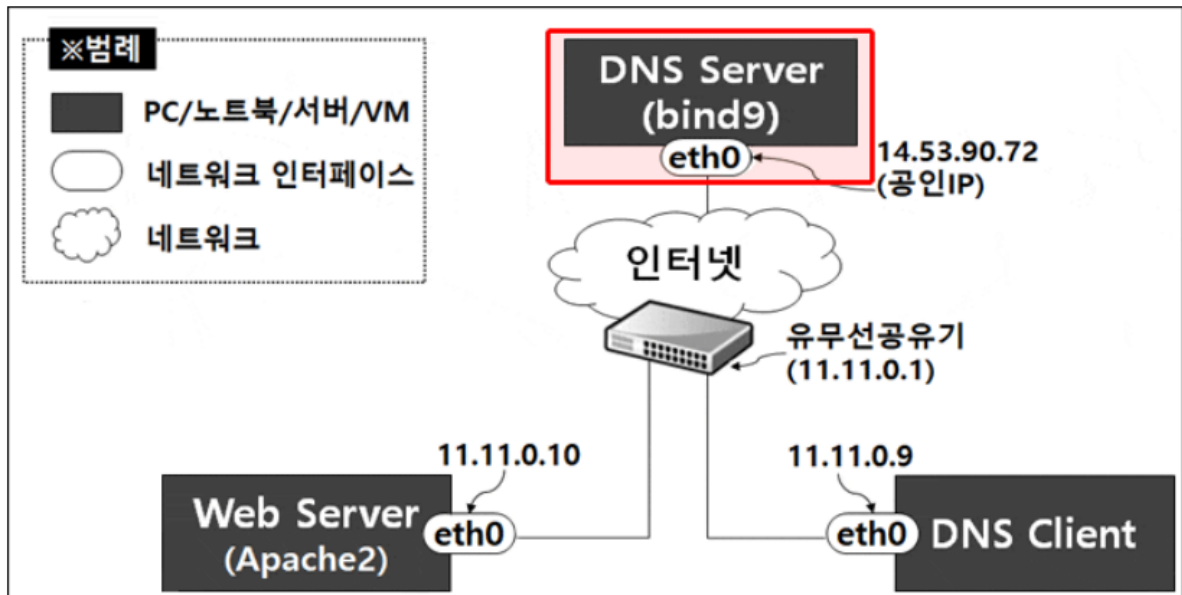 ※범례
PC/노트북/서버/VM
네트워크 인터페이스
네트워크
DNS Server
(bind9)
eth0
14.53.90.72
(공인IP)
인터넷
유무선공유기
(11.11.0.1)
11.11.0.10
Web Server
(Apache2)
eth0
11.11.0.9
eth0
DNS Client